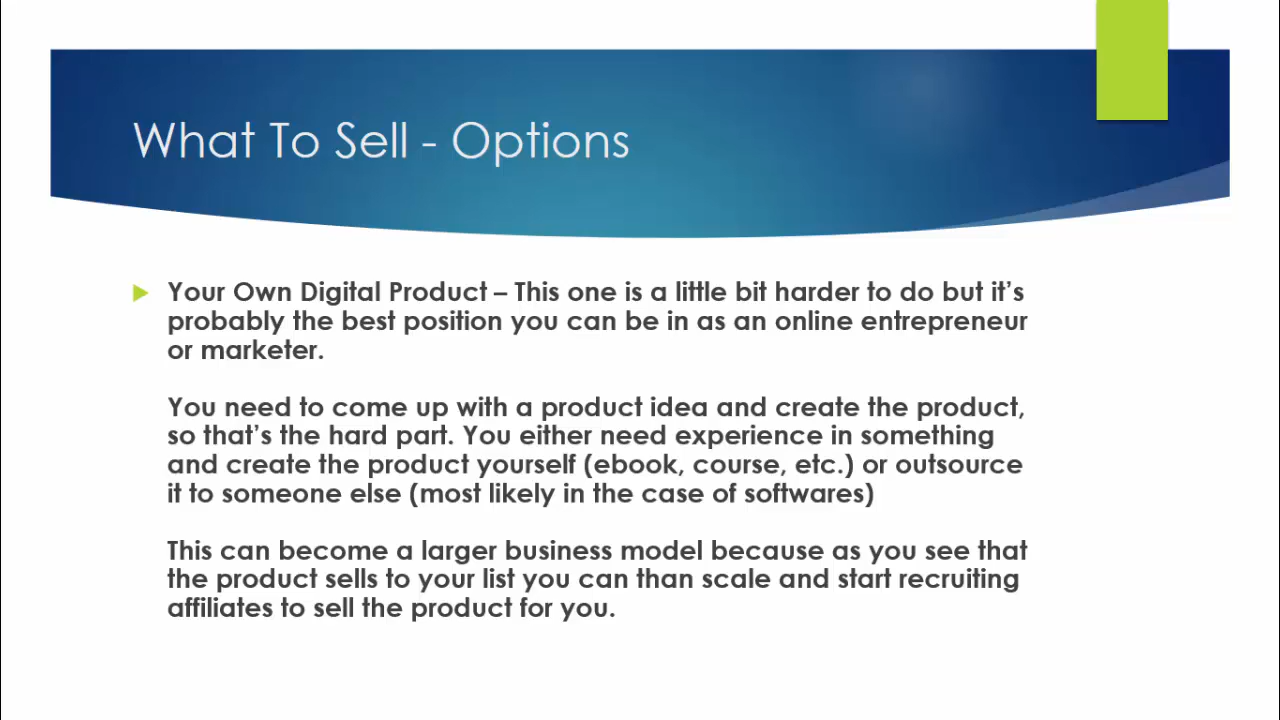 What To Sell - Options
Your Own Digital Product – This one is a little bit harder to do but it’s
probably the best position you can be in as an online entrepreneur
or marketer.
You need to come up with a product idea and create the product,
so that’s the hard part. You either need experience in something
and create the product yourself (ebook, course, etc.) or outsource
it to someone else (most likely in the case of softwares)
This can become a larger business model because as you see that
the product sells to your list you can than scale and start recruiting
affiliates to sell the product for you.